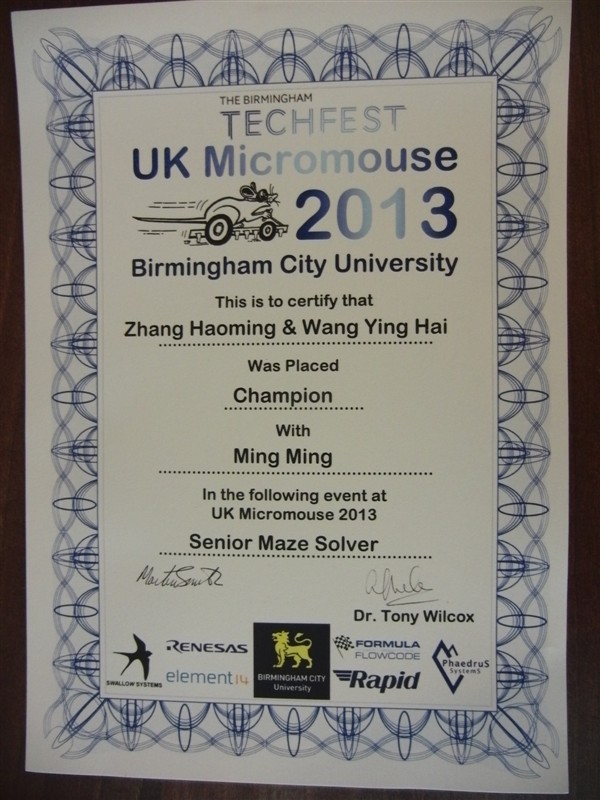 THE BIRMINGHAM
TECHFEST
UK Micromouse
2013
Birmingham City University
This is to certify that
Zhang Haoming & Wang Ying Hai
Was Placed
Champion
With
Ming Ming
In the following event at
UK Micromouse 2013
Senior Maze Solver
Dr. Tony Wilcox
SWALLOW SYSTEMS
RENESAS
element14
BIRMINGHAM CITY
University
FORMULA
FLOWCODE
Rapid
PhaedruS
SystemS